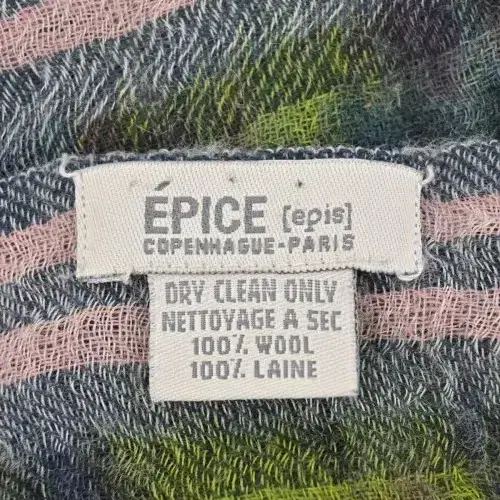 ÉPICE [epis]
COPENHAGUE-PARIS
DRY CLEAN ONLY
NETTOYAGE A SEC
100% WOOL
100% LAINE